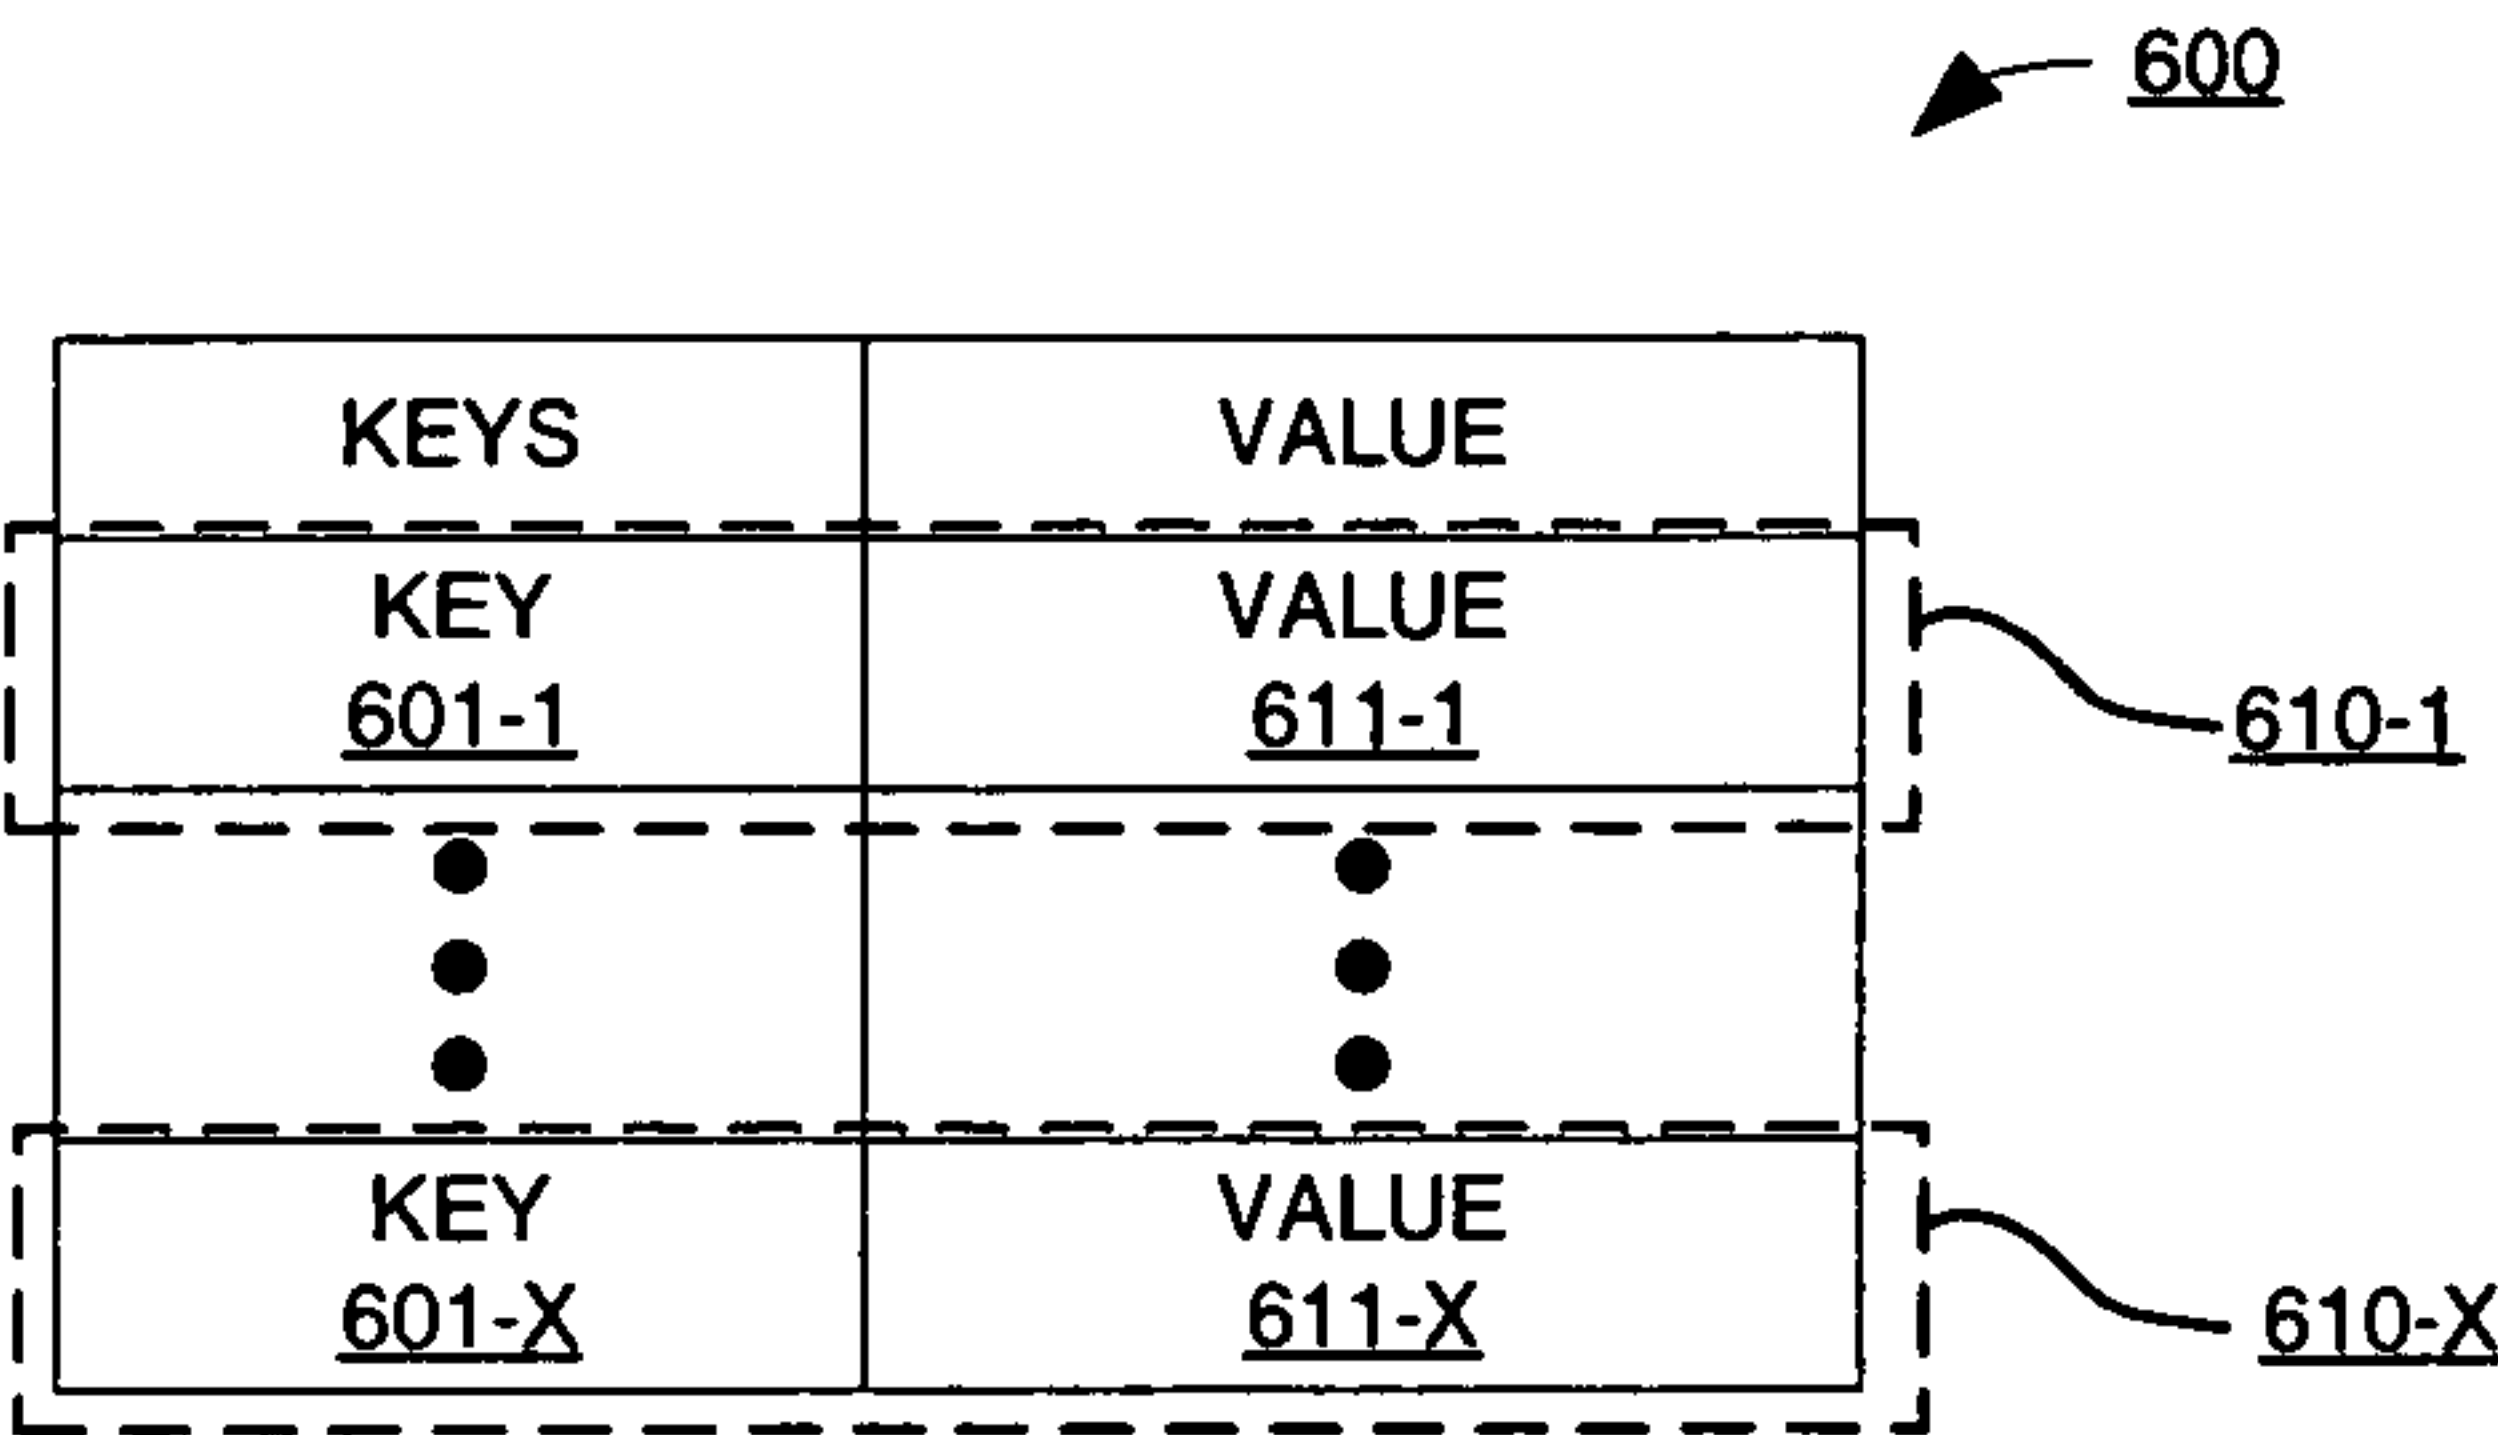 600
KEYS VALUE
KEY VALUE
601-1 611-1
610-1
KEY VALUE
601-X 611-X
610-X